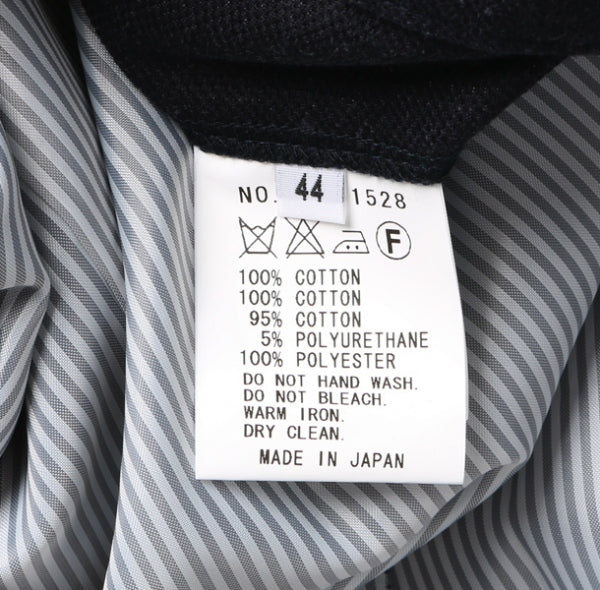 NO. 44 1528
F
100% COTTON
100% COTTON
95% COTTON
5% POLYURETHANE
100% POLYESTER
DO NOT HAND WASH.
DO NOT BLEACH.
WARM IRON.
DRY CLEAN.
MADE IN JAPAN